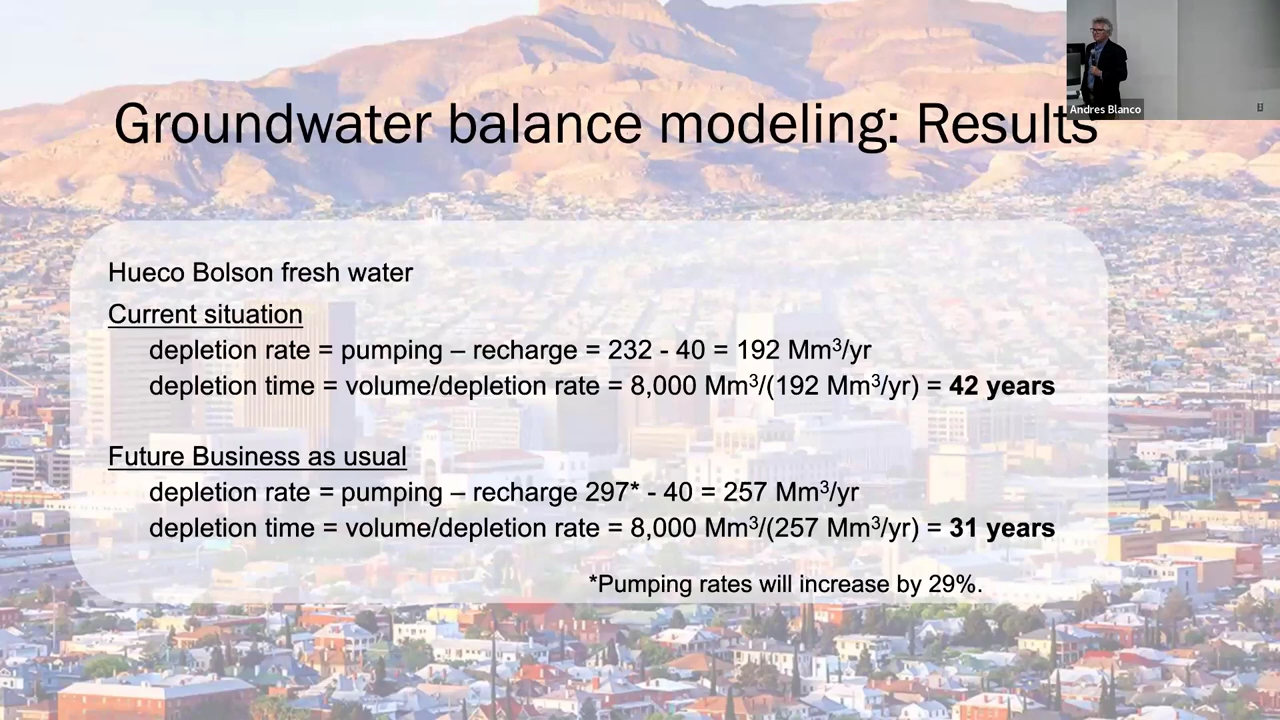 Andres Blanco
Groundwater balance modeling: Results
Hueco Bolson fresh water
Current situation
depletion rate = pumping – recharge = 232 - 40 = 192 Mm³/yr
depletion time = volume/depletion rate = 8,000 Mm³/(192 Mm³/yr) = 42 years
Future Business as usual
depletion rate = pumping – recharge 297* - 40 = 257 Mm³/yr
depletion time = volume/depletion rate = 8,000 Mm³/(257 Mm³/yr) = 31 years
*Pumping rates will increase by 29%.